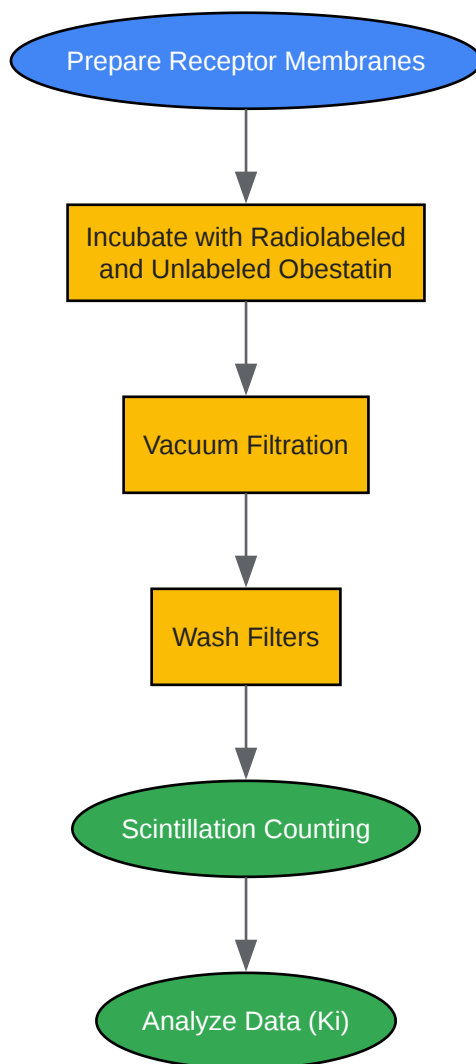 Prepare Receptor Membranes
Incubate with Radiolabeled
and Unlabeled Obestatin
Vacuum Filtration
Wash Filters
Scintillation Counting
Analyze Data (Ki)